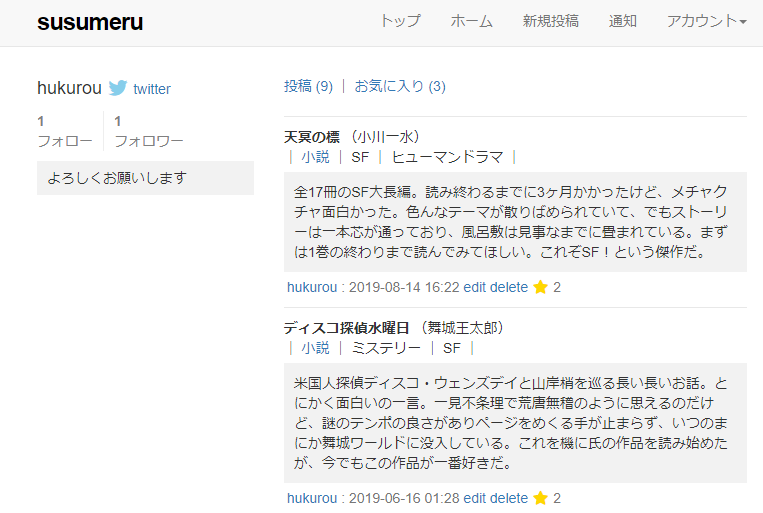 susumeru トップ ホーム 新規投稿 通知 アカウント
hukurou twitter
1 1
フォロー フォロワー
よろしくお願いします
投稿 (9) | お気に入り (3)
天冥の標 （小川一水）
| 小説 | SF | ヒューマンドラマ |
全17冊のSF大長編。読み終わるまでに3ヶ月かかったけど、メチャク
チャ面白かった。色んなテーマが散りばめられていて、でもストーリ
ーは一本芯が通っており、風呂敷は見事なまでに畳まれている。まず
は1巻の終わりまで読んでみてほしい。これぞSF！という傑作だ。
hukurou : 2019-08-14 16:22 edit delete ★ 2
ディスコ探偵水曜日 （舞城王太郎）
| 小説 | ミステリー | SF |
米国人探偵ディスコ・ウェンズデイと山岸梢を巡る長い長いお話。と
にかく面白いの一言。一見不条理で荒唐無稽のように思えるのだけ
ど、謎のテンポの良さがありページをめくる手が止まらず、いつのま
にか舞城ワールドに没入している。これを機に氏の作品を読み始めた
が、今でもこの作品が一番好きだ。
hukurou : 2019-06-16 01:28 edit delete ★ 2